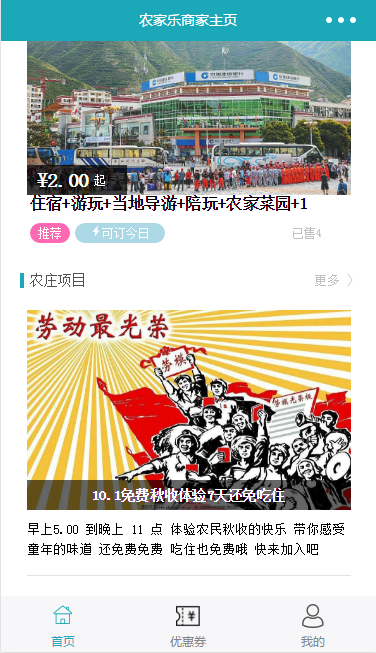 农家乐商家主页
中国建设银行
¥2.00 起
住宿+游玩+当地导游+陪玩+农家菜园+1
推荐
可订今日
已售4
农庄项目
更多
劳动最光荣
劳模
劳动最光荣
10.1免费秋收体验7天还免吃住
早上5.00 到晚上 11 点 体验农民秋收的快乐 带你感受
童年的味道 还免费免费 吃住也免费哦 快来加入吧
首页
优惠券
我的